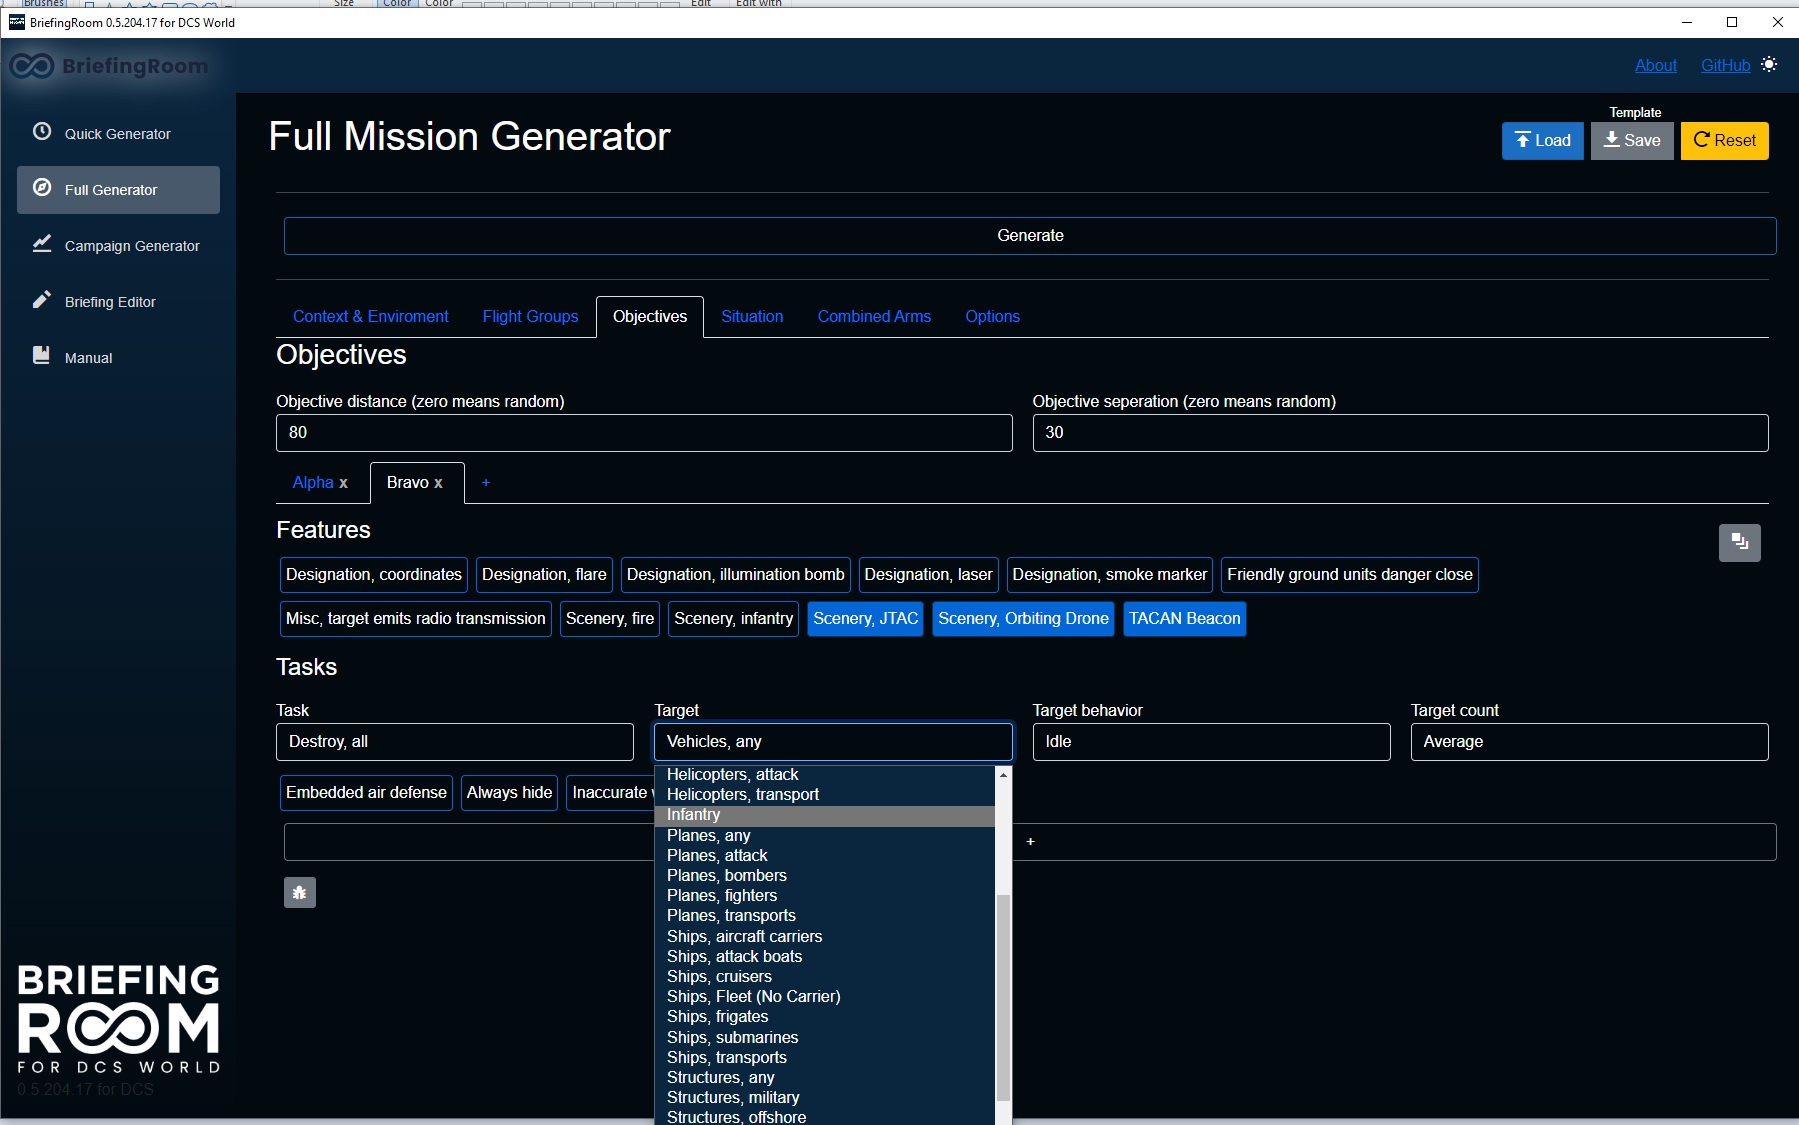 Brushes Size Color Color Edit Edit with
BriefingRoom 0.5.204.17 for DCS World
BriefingRoom
About GitHub
Quick Generator
Full Generator
Campaign Generator
Briefing Editor
Manual
Full Mission Generator
Template
Load Save Reset
Generate
Context & Enviroment Flight Groups Objectives Situation Combined Arms Options
Objectives
Objective distance (zero means random) Objective seperation (zero means random)
80 30
Alpha x Bravo x +
Features
Designation, coordinates Designation, flare Designation, illumination bomb Designation, laser Designation, smoke marker Friendly ground units danger close
Misc, target emits radio transmission Scenery, fire Scenery, infantry Scenery, JTAC Scenery, Orbiting Drone TACAN Beacon
Tasks
Task Target Target behavior Target count
Destroy, all Vehicles, any Idle Average
Embedded air defense Always hide Inaccurate
+
Helicopters, attack
Helicopters, transport
Infantry
Planes, any
Planes, attack
Planes, bombers
Planes, fighters
Planes, transports
Ships, aircraft carriers
Ships, attack boats
Ships, cruisers
Ships, Fleet (No Carrier)
Ships, frigates
Ships, submarines
Ships, transports
Structures, any
Structures, military
Structures, offshore
BRIEFING
ROOM
FOR DCS WORLD
0.5.204.17 for DCS